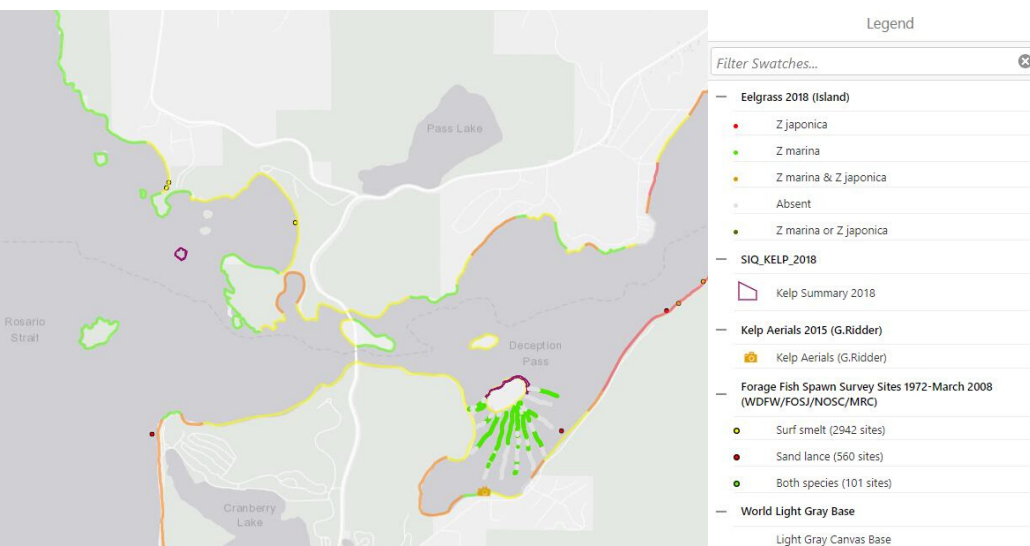 Pass Lake
Rosario
Strait
Deception
Pass
Cranberry
Lake
Legend
Filter Swatches...
Eelgrass 2018 (Island)
Z japonica
Z marina
Z marina & Z japonica
Absent
Z marina or Z japonica
SIQ_KELP_2018
Kelp Summary 2018
Kelp Aerials 2015 (G.Ridder)
Kelp Aerials (G.Ridder)
Forage Fish Spawn Survey Sites 1972-March 2008
(WDFW/FOSJ/NOSC/MRC)
Surf smelt (2942 sites)
Sand lance (560 sites)
Both species (101 sites)
World Light Gray Base
Light Gray Canvas Base